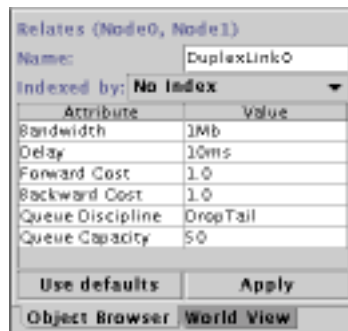 Relates (Node0, Node1)
Name: DuplexLink0
Indexed by: No Index
Attribute Value
Bandwidth 1Mb
Delay 10ms
Forward Cost 1.0
Backward Cost 1.0
Queue Discipline DropTail
Queue Capacity 50
Use defaults Apply
Object Browser World View